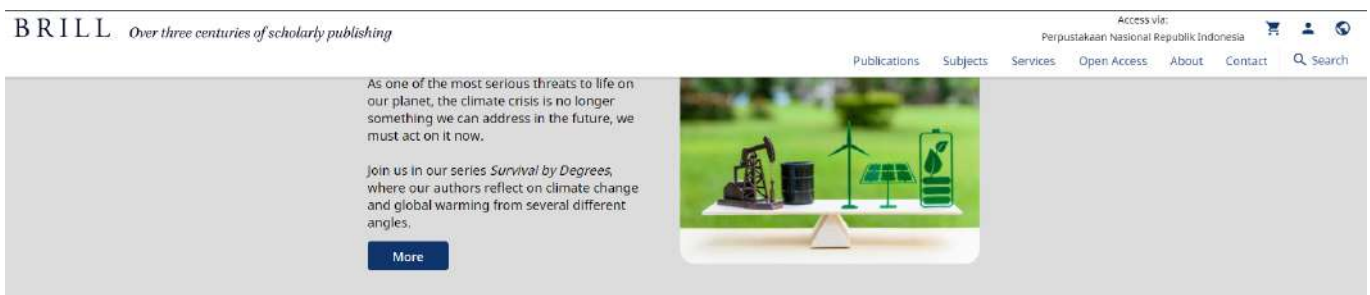 BRILL Over three centuries of scholarly publishing
Access via:
Perpustakaan Nasional Republik Indonesia
Publications Subjects Services Open Access About Contact Search
As one of the most serious threats to life on
our planet, the climate crisis is no longer
something we can address in the future, we
must act on it now.
Join us in our series Survival by Degrees,
where our authors reflect on climate change
and global warming from several different
angles.
More